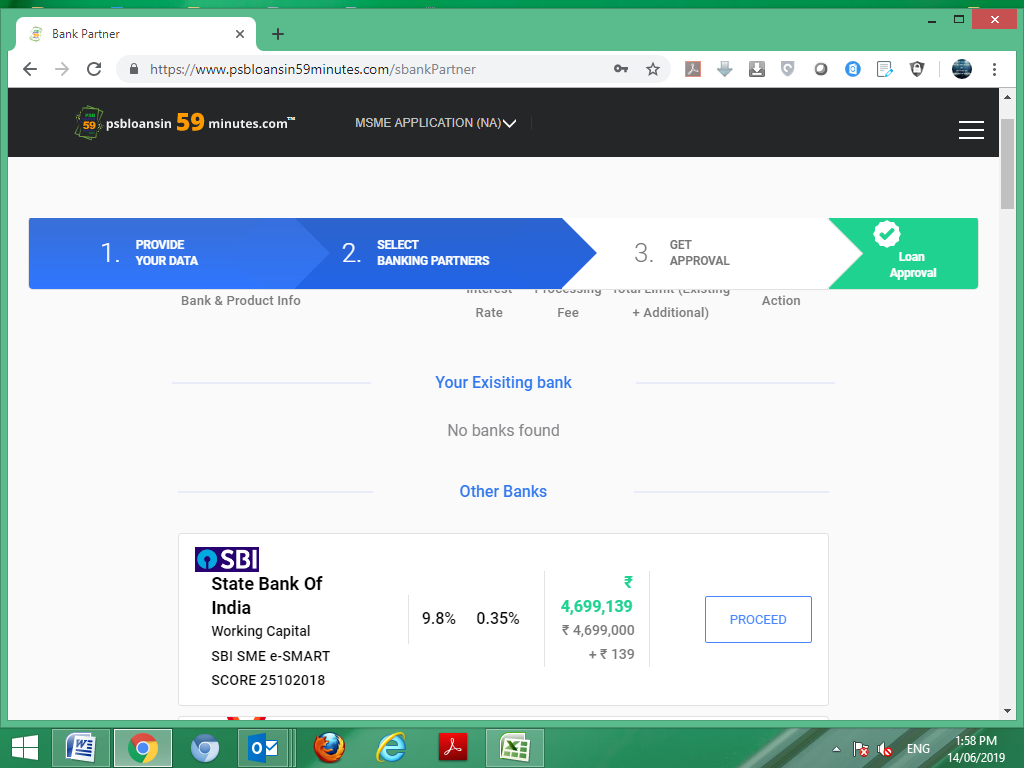 Bank Partner
https://www.psbloansin59minutes.com/sbankPartner
PSB
59
psbloansin 59 minutes.com™
MSME APPLICATION (NA)
1. PROVIDE
YOUR DATA
2. SELECT
BANKING PARTNERS
3. GET
APPROVAL
Loan
Approval
Bank & Product Info
Interest
Rate
Processing
Fee
Total Limit (Existing
+ Additional)
Action
Your Exisiting bank
No banks found
Other Banks
SBI
State Bank Of
India
Working Capital
SBI SME e-SMART
SCORE 25102018
9.8%
0.35%
₹
4,699,139
₹ 4,699,000
+ ₹ 139
PROCEED
ENG
1:58 PM
14/06/2019